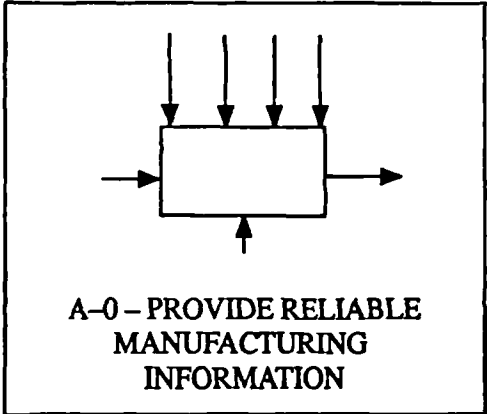 A–0 – PROVIDE RELIABLE
MANUFACTURING
INFORMATION